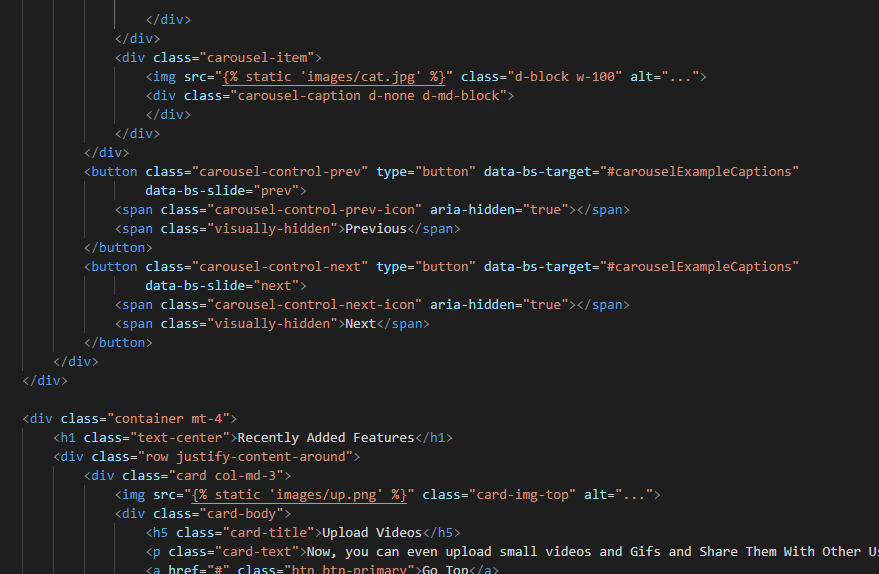 </div>
</div>
<div class="carousel-item">
<img src="{% static 'images/cat.jpg' %}" class="d-block w-100" alt="...">
<div class="carousel-caption d-none d-md-block">
</div>
</div>
</div>
<button class="carousel-control-prev" type="button" data-bs-target="#carouselExampleCaptions"
data-bs-slide="prev">
<span class="carousel-control-prev-icon" aria-hidden="true"></span>
<span class="visually-hidden">Previous</span>
</button>
<button class="carousel-control-next" type="button" data-bs-target="#carouselExampleCaptions"
data-bs-slide="next">
<span class="carousel-control-next-icon" aria-hidden="true"></span>
<span class="visually-hidden">Next</span>
</button>
</div>
</div>
<div class="container mt-4">
<h1 class="text-center">Recently Added Features</h1>
<div class="row justify-content-around">
<div class="card col-md-3">
<img src="{% static 'images/up.png' %}" class="card-img-top" alt="...">
<div class="card-body">
<h5 class="card-title">Upload Videos</h5>
<p class="card-text">Now, you can even upload small videos and Gifs and Share Them With Other
<a href="#" class="btn btn-primary">Go Top</a>